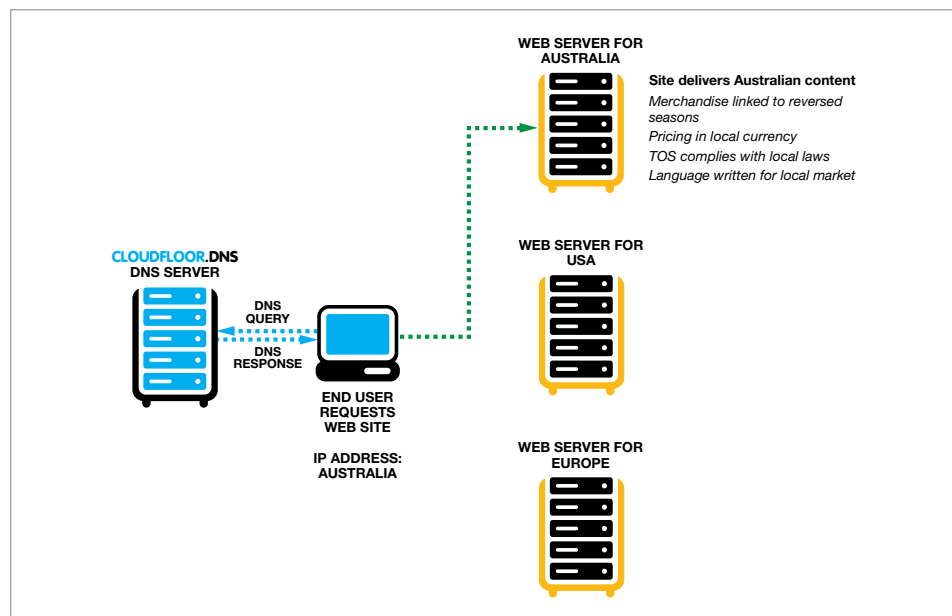 WEB SERVER FOR
AUSTRALIA
Site delivers Australian content
Merchandise linked to reversed
seasons
Pricing in local currency
TOS complies with local laws
Language written for local market
CLOUDFLOOR.DNS
DNS SERVER
DNS
QUERY
DNS
RESPONSE
END USER
REQUESTS
WEB SITE
IP ADDRESS:
AUSTRALIA
WEB SERVER FOR
USA
WEB SERVER FOR
EUROPE